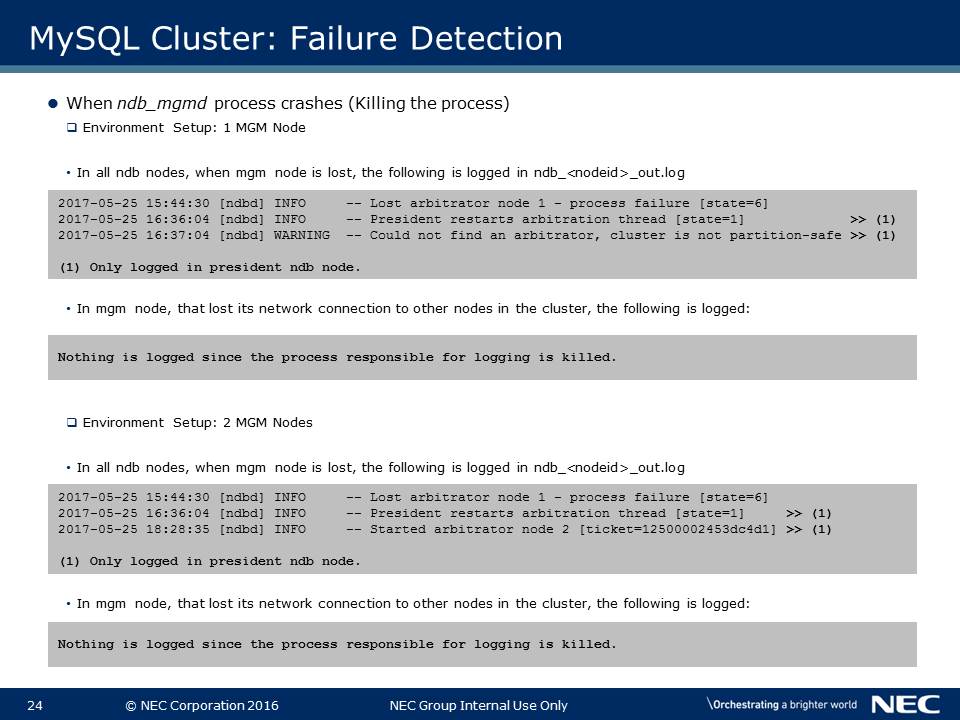 MySQL Cluster: Failure Detection
When ndb_mgmd process crashes (Killing the process)
Environment Setup: 1 MGM Node
• In all ndb nodes, when mgm node is lost, the following is logged in ndb_<nodeid>_out.log
2017-05-25 15:44:30 [ndbd] INFO     -- Lost arbitrator node 1 - process failure [state=6]
2017-05-25 16:36:04 [ndbd] INFO     -- President restarts arbitration thread [state=1]             >> (1)
2017-05-25 16:37:04 [ndbd] WARNING  -- Could not find an arbitrator, cluster is not partition-safe >> (1)
(1) Only logged in president ndb node.
• In mgm node, that lost its network connection to other nodes in the cluster, the following is logged:
Nothing is logged since the process responsible for logging is killed.
Environment Setup: 2 MGM Nodes
• In all ndb nodes, when mgm node is lost, the following is logged in ndb_<nodeid>_out.log
2017-05-25 15:44:30 [ndbd] INFO     -- Lost arbitrator node 1 - process failure [state=6]
2017-05-25 16:36:04 [ndbd] INFO     -- President restarts arbitration thread [state=1]     >> (1)
2017-05-25 18:28:35 [ndbd] INFO     -- Started arbitrator node 2 [ticket=12500002453dc4d1] >> (1)
(1) Only logged in president ndb node.
• In mgm node, that lost its network connection to other nodes in the cluster, the following is logged:
Nothing is logged since the process responsible for logging is killed.
24 © NEC Corporation 2016 NEC Group Internal Use Only \Orchestrating a brighter world NEC